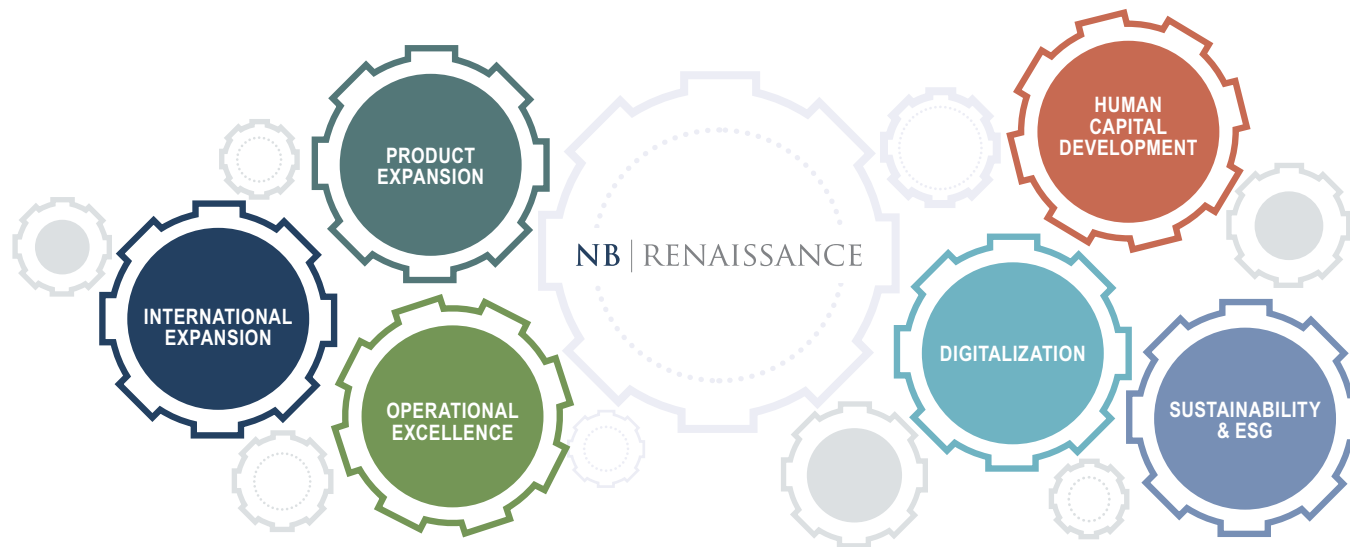 PRODUCT
EXPANSION
INTERNATIONAL
EXPANSION
OPERATIONAL
EXCELLENCE
NB | RENAISSANCE
HUMAN
CAPITAL
DEVELOPMENT
DIGITALIZATION
SUSTAINABILITY
& ESG